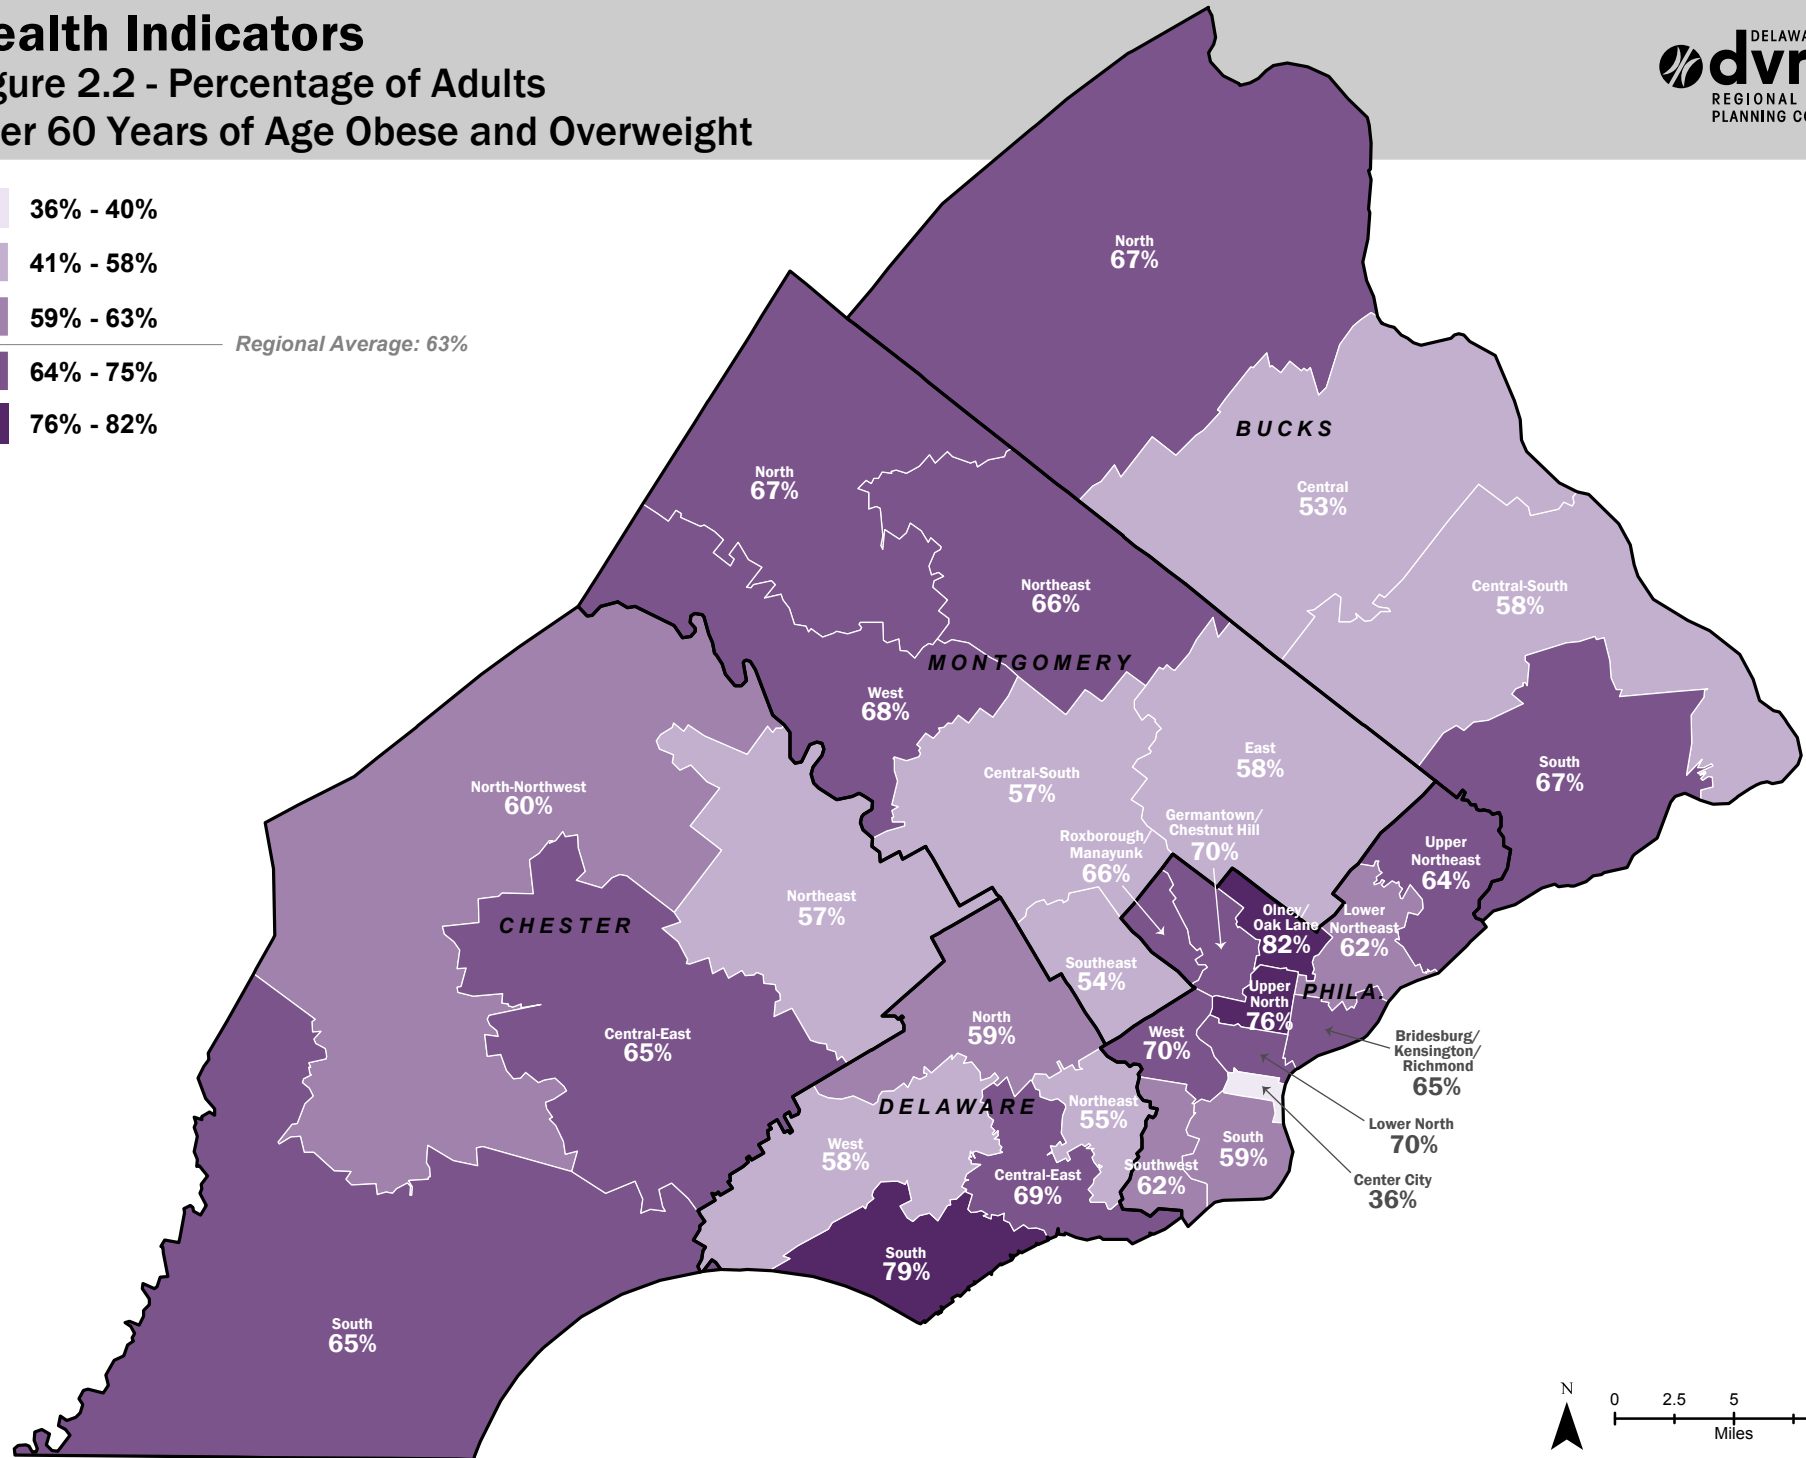 ealth Indicators
gure 2.2 - Percentage of Adults
er 60 Years of Age Obese and Overweight
DELAWA
dvr
REGIONAL
PLANNING CO
36% - 40%
41% - 58%
59% - 63%
Regional Average: 63%
64% - 75%
76% - 82%
North
67%
BUCKS
Central
53%
Central-South
58%
South
67%
North
67%
Northeast
66%
MONTGOMERY
West
68%
Central-South
57%
East
58%
Southeast
54%
North-Northwest
60%
Northeast
57%
CHESTER
Central-East
65%
South
65%
North
59%
DELAWARE
Northeast
55%
West
58%
Central-East
69%
South
79%
Roxborough/
Manayunk
66%
Germantown/
Chestnut Hill
70%
Olney/
Oak Lane
82%
Upper
Northeast
64%
Lower
Northeast
62%
PHILA.
Upper
North
76%
West
70%
Southwest
62%
South
59%
Bridesburg/
Kensington/
Richmond
65%
Lower North
70%
Center City
36%
N
0 2.5 5
Miles